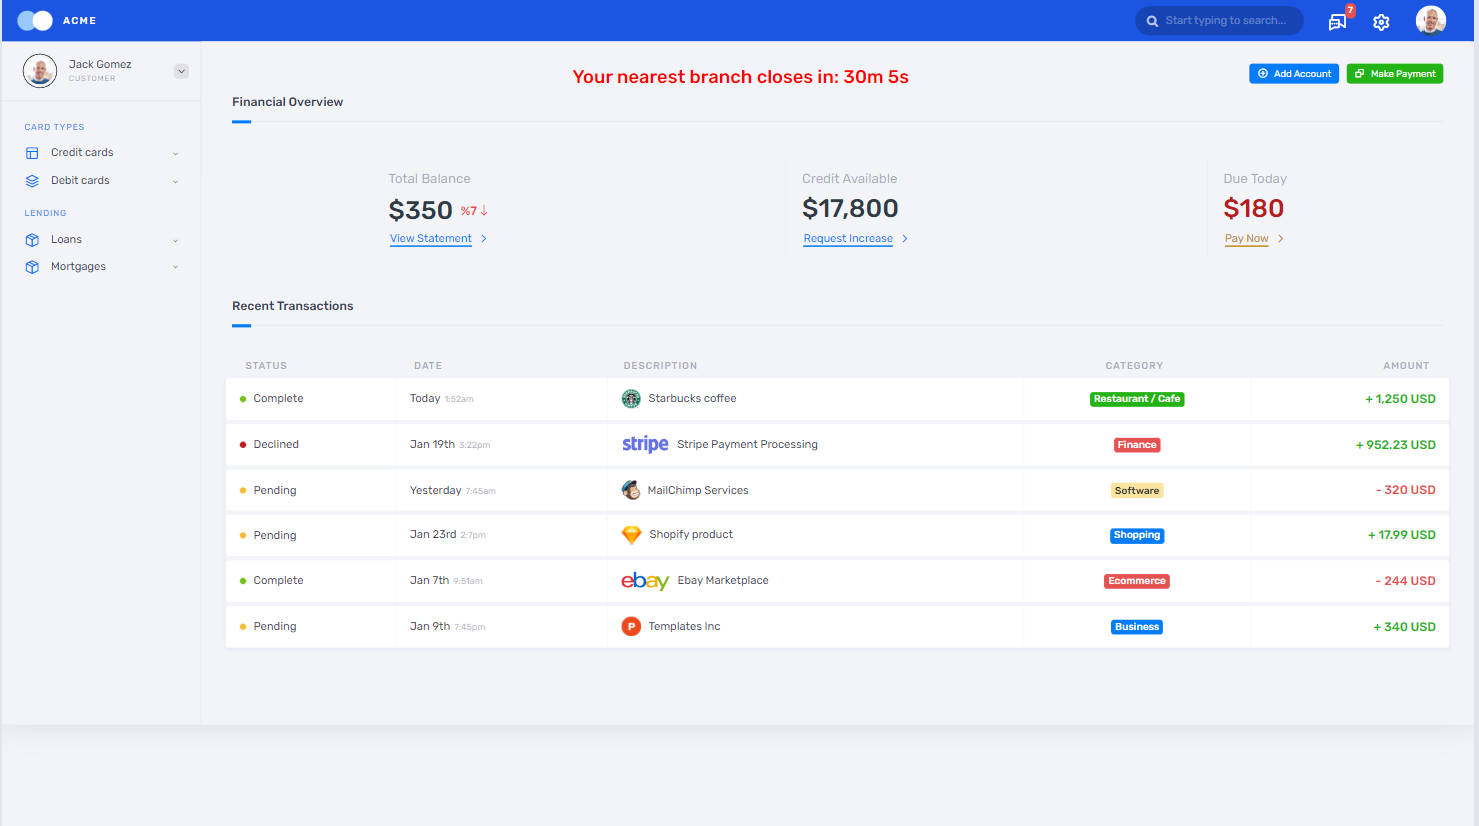 ACME
Start typing to search...
7
Jack Gomez
CUSTOMER
CARD TYPES
Credit cards
Debit cards
LENDING
Loans
Mortgages
Your nearest branch closes in: 30m 5s
Add Account
Make Payment
Financial Overview
Total Balance
$350 %7↓
View Statement
Credit Available
$17,800
Request Increase
Due Today
$180
Pay Now
Recent Transactions
STATUS DATE DESCRIPTION CATEGORY AMOUNT
Complete Today 1:52am Starbucks coffee Restaurant / Cafe + 1,250 USD
Declined Jan 19th 3:22pm stripe Stripe Payment Processing Finance + 952.23 USD
Pending Yesterday 7:45am MailChimp Services Software - 320 USD
Pending Jan 23rd 2:7pm Shopify product Shopping + 17.99 USD
Complete Jan 7th 9:51am ebay Ebay Marketplace Ecommerce - 244 USD
Pending Jan 9th 7:45pm P Templates Inc Business + 340 USD